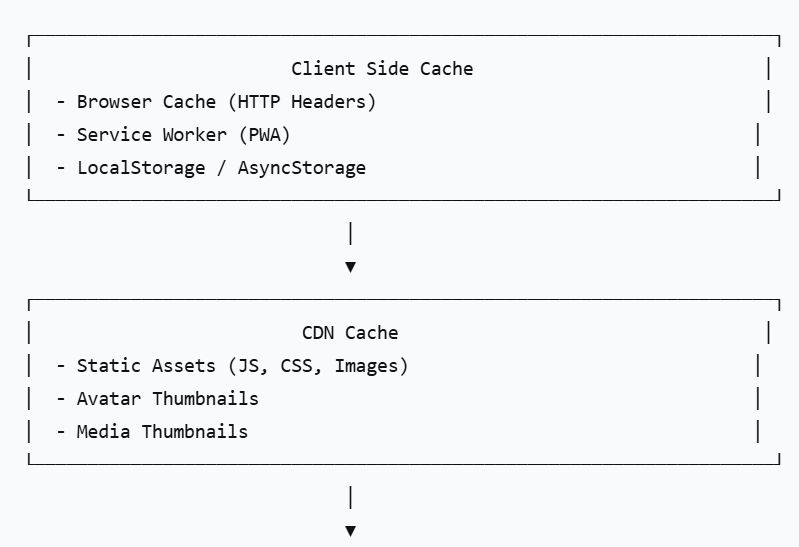 Client Side Cache
- Browser Cache (HTTP Headers)
- Service Worker (PWA)
- LocalStorage / AsyncStorage
CDN Cache
- Static Assets (JS, CSS, Images)
- Avatar Thumbnails
- Media Thumbnails